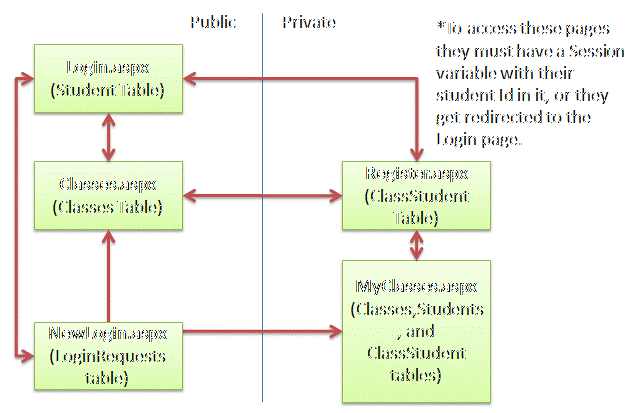 Public
Private
*To access these pages
they must have a Session
variable with their
student Id in it, or they
get redirected to the
Login page.
Login.aspx
(Student Table)
Classes.aspx
(Classes Table)
Register.aspx
(ClassStudent
Table)
NewLogin.aspx
(LoginRequests
table)
MyClasses.aspx
(Classes,Students
, and
ClassStudent
tables)